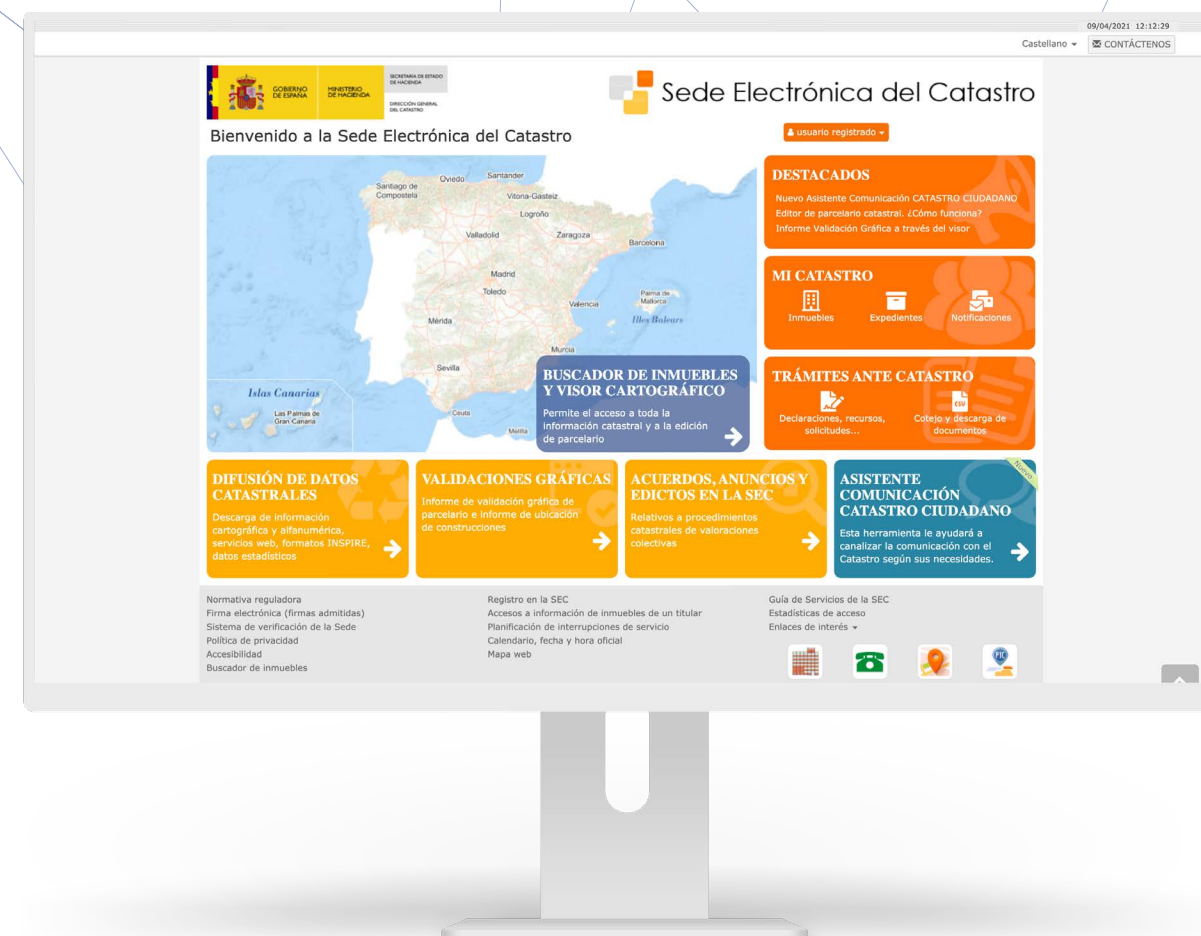 09/04/2021 12:12:29
Castellano
CONTÁCTENOS
GOBIERNO
DE ESPAÑA
MINISTERIO
DE HACIENDA
SECRETARÍA DE ESTADO
DE HACIENDA
DIRECCIÓN GENERAL
DEL CATASTRO
Sede Electrónica del Catastro
Bienvenido a la Sede Electrónica del Catastro
usuario registrado
Santiago de
Compostela
Oviedo
Santander
Vitoria-Gasteiz
Logroño
Valladolid
Zaragoza
Barcelona
Madrid
Toledo
Valencia
Palma de
Mallorca
Illes Balears
Mérida
Murcia
Sevilla
Islas Canarias
Las Palmas de
Gran Canaria
Ceuta
Melilla
BUSCADOR DE INMUEBLES
Y VISOR CARTOGRÁFICO
Permite el acceso a toda la
información catastral y a la edición
de parcelario
DESTACADOS
Nuevo Asistente Comunicación CATASTRO CIUDADANO
Editor de parcelario catastral. ¿Cómo funciona?
Informe Validación Gráfica a través del visor
MI CATASTRO
Inmuebles
Expedientes
Notificaciones
TRÁMITES ANTE CATASTRO
Declaraciones, recursos,
solicitudes...
CSV
Cotejo y descarga de
documentos
DIFUSIÓN DE DATOS
CATASTRALES
Descarga de información
cartográfica y alfanumérica,
servicios web, formatos INSPIRE,
datos estadísticos
VALIDACIONES GRÁFICAS
Informe de validación gráfica de
parcelario e informe de ubicación
de construcciones
ACUERDOS, ANUNCIOS Y
EDICTOS EN LA SEC
Relativos a procedimientos
catastrales de valoraciones
colectivas
Nuevo
ASISTENTE
COMUNICACIÓN
CATASTRO CIUDADANO
Esta herramienta le ayudará a
canalizar la comunicación con el
Catastro según sus necesidades.
Normativa reguladora
Firma electrónica (firmas admitidas)
Sistema de verificación de la Sede
Política de privacidad
Accesibilidad
Buscador de inmuebles
Registro en la SEC
Accesos a información de inmuebles de un titular
Planificación de interrupciones de servicio
Calendario, fecha y hora oficial
Mapa web
Guía de Servicios de la SEC
Estadísticas de acceso
Enlaces de interés
PIC